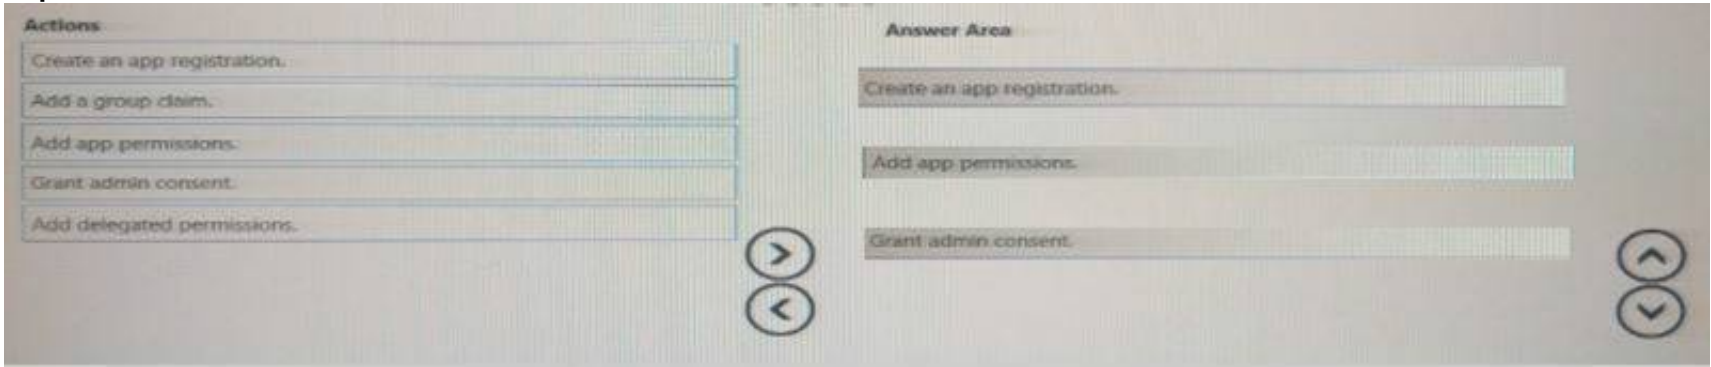 Actions
Create an app registration.
Add a group claim.
Add app permissions.
Grant admin consent.
Add delegated permissions.
Answer Area
Create an app registration.
Add app permissions.
Grant admin consent.